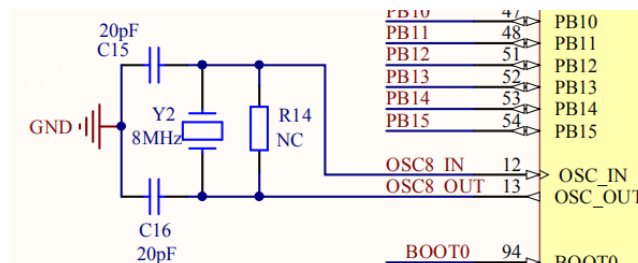 20pF
C15
GND
Y2
8MHz
R14
NC
C16
20pF
PB10 47 PB10
PB11 48 PB11
PB12 51 PB12
PB13 52 PB13
PB14 53 PB14
PB15 54 PB15
OSC8_IN 12 OSC_IN
OSC8_OUT 13 OSC_OUT
BOOT0 94 BOOT0